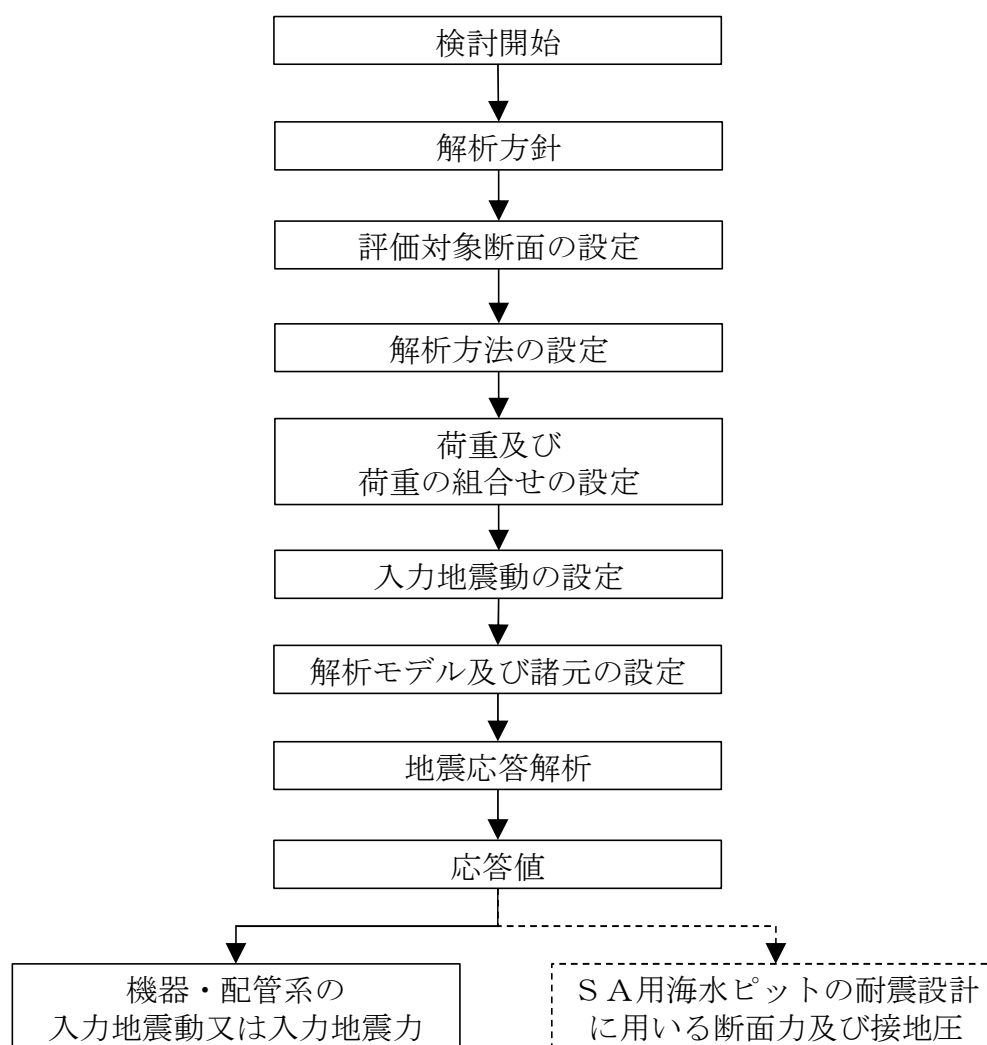 検討開始
解析方針
評価対象断面の設定
解析方法の設定
荷重及び
荷重の組合せの設定
入力地震動の設定
解析モデル及び諸元の設定
地震応答解析
応答値
機器・配管系の
入力地震動又は入力地震力
ＳＡ用海水ピットの耐震設計
に用いる断面力及び接地圧